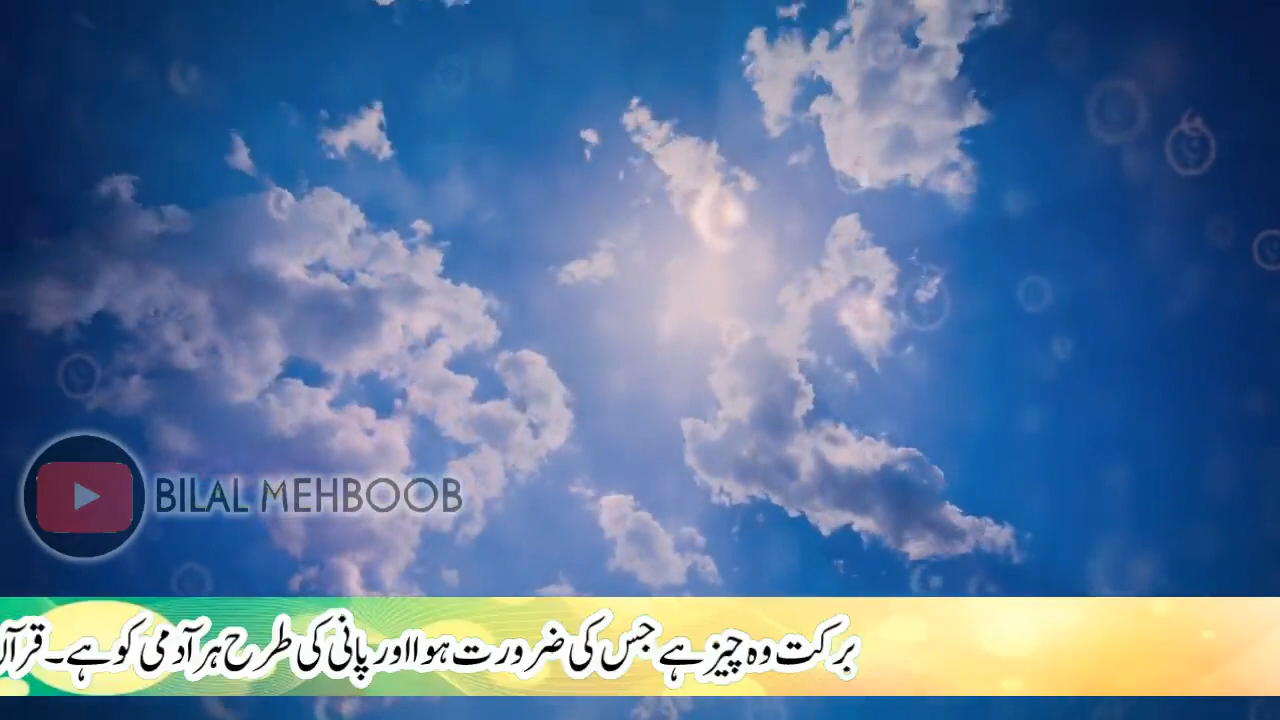 BILAL MEHBOOB
برکت وہ چیز ہے جس کی ضرورت ہوا اور پانی کی طرح ہر آدمی کو ہے۔